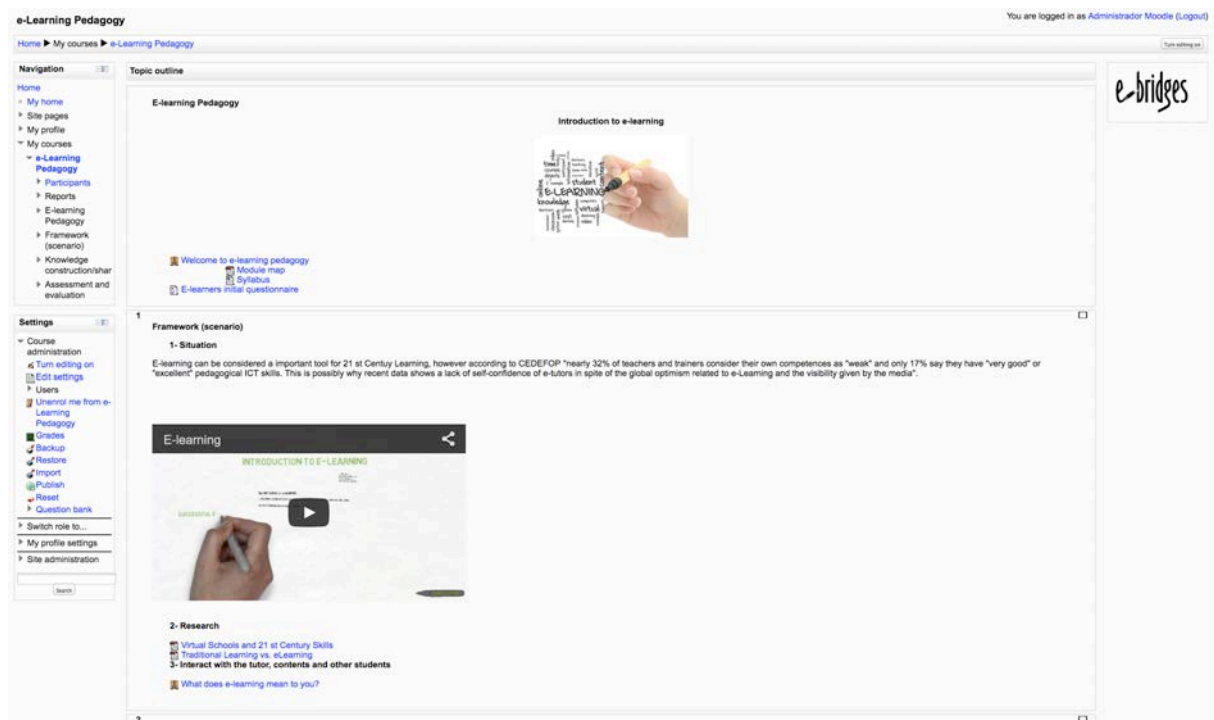 e-Learning Pedagogy
You are logged in as Administrador Moodle (Logout)
Home ► My courses ► e-Learning Pedagogy
Turn editing on
Navigation
Home
My home
Site pages
My profile
My courses
e-Learning
Pedagogy
Participants
Reports
E-learning
Pedagogy
Framework
(scenario)
Knowledge
construction/shar
Assessment and
evaluation
Settings
Course
administration
Turn editing on
Edit settings
Users
Unenrol me from e-
Learning
Pedagogy
Grades
Backup
Restore
Import
Publish
Reset
Question bank
Switch role to...
My profile settings
Site administration
Search
Topic outline
E-learning Pedagogy
Introduction to e-learning
student
E-LEARNING
knowledge
virtual
Welcome to e-learning pedagogy
Module map
Syllabus
E-learners initial questionnaire
1
Framework (scenario)
1- Situation
E-learning can be considered a important tool for 21 st Centuy Learning, however according to CEDEFOP "nearly 32% of teachers and trainers consider their own competences as "weak" and only 17% say they have "very good" or
"excellent" pedagogical ICT skills. This is possibly why recent data shows a lack of self-confidence of e-tutors in spite of the global optimism related to e-Learning and the visibility given by the media".
E-learning
INTRODUCTION TO E-LEARNING
2- Research
Virtual Schools and 21 st Century Skills
Traditional Learning vs. eLearning
3- Interact with the tutor, contents and other students
What does e-learning mean to you?
e-bridges